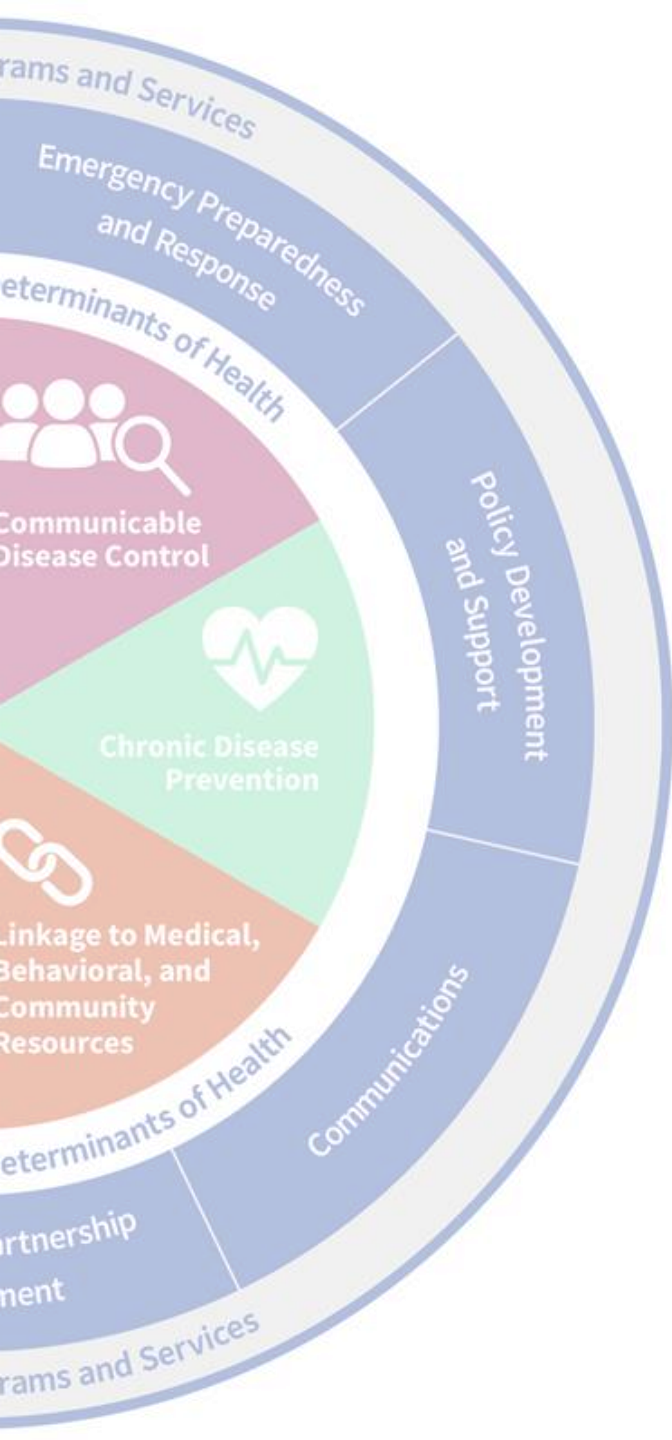 rams and Services
Emergency Preparedness
and Response
eterminants of Health
Communicable
Disease Control
Policy Development
and Support
Chronic Disease
Prevention
Linkage to Medical,
Behavioral, and
Community
Resources
Communications
eterminants of Health
artnership
ment
rams and Services